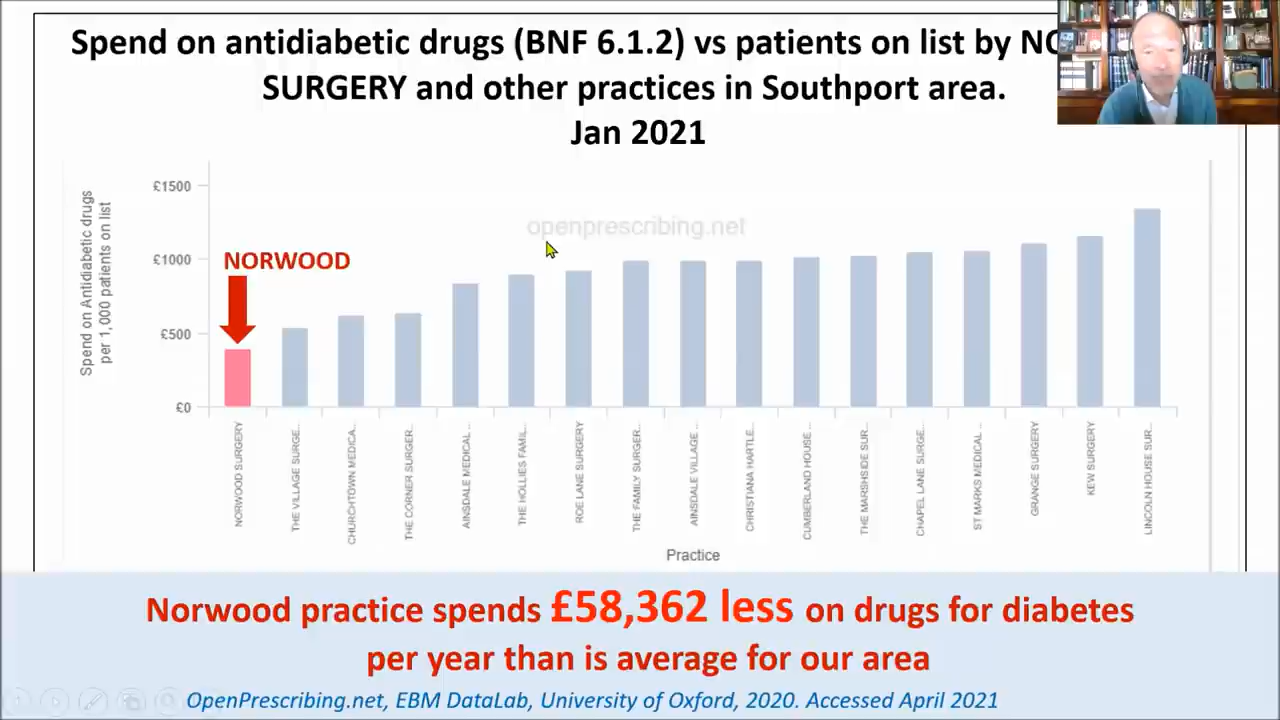 Spend on antidiabetic drugs (BNF 6.1.2) vs patients on list by
SURGERY and other practices in Southport area.
Jan 2021
Spend on Antidiabetic drugs
per 1,000 patients on list
£1500
£1000
£500
£0
openprescribing.net
NORWOOD
NORWOOD SURGERY
THE VILLAGE SURGE...
CHURCHTOWN MEDICA...
THE CORNER SURGER...
AINSDALE MEDICAL ...
THE HOLLIES FAMIL...
ROE LANE SURGERY
THE FAMILY SURGER...
AINSDALE VILLAGE ...
CHRISTIANA HARTLE...
CUMBERLAND HOUSE ...
THE MARSHSIDE SUR...
CHAPEL LANE SURGE...
ST MARKS MEDICAL ...
GRANGE SURGERY
KEW SURGERY
LINCOLN HOUSE SUR...
Practice
Norwood practice spends £58,362 less on drugs for diabetes
per year than is average for our area
OpenPrescribing.net, EBM DataLab, University of Oxford, 2020. Accessed April 2021